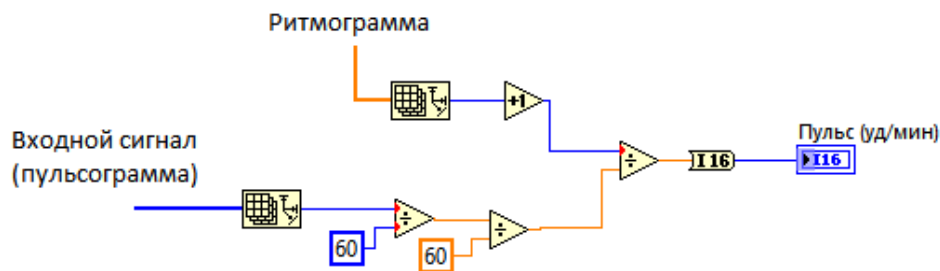 Ритмограмма
+1
Входной сигнал
(пульсограмма)
Пульс (уд/мин)
÷
I16
I16
÷
÷
60
60